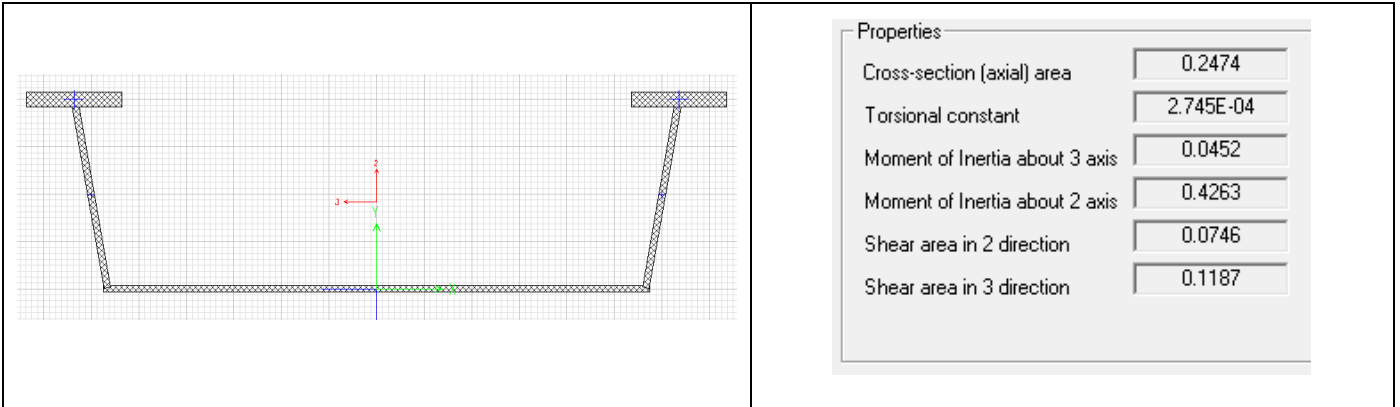 2
3
Y
X
Properties
Cross-section (axial) area 0.2474
Torsional constant 2.745E-04
Moment of Inertia about 3 axis 0.0452
Moment of Inertia about 2 axis 0.4263
Shear area in 2 direction 0.0746
Shear area in 3 direction 0.1187